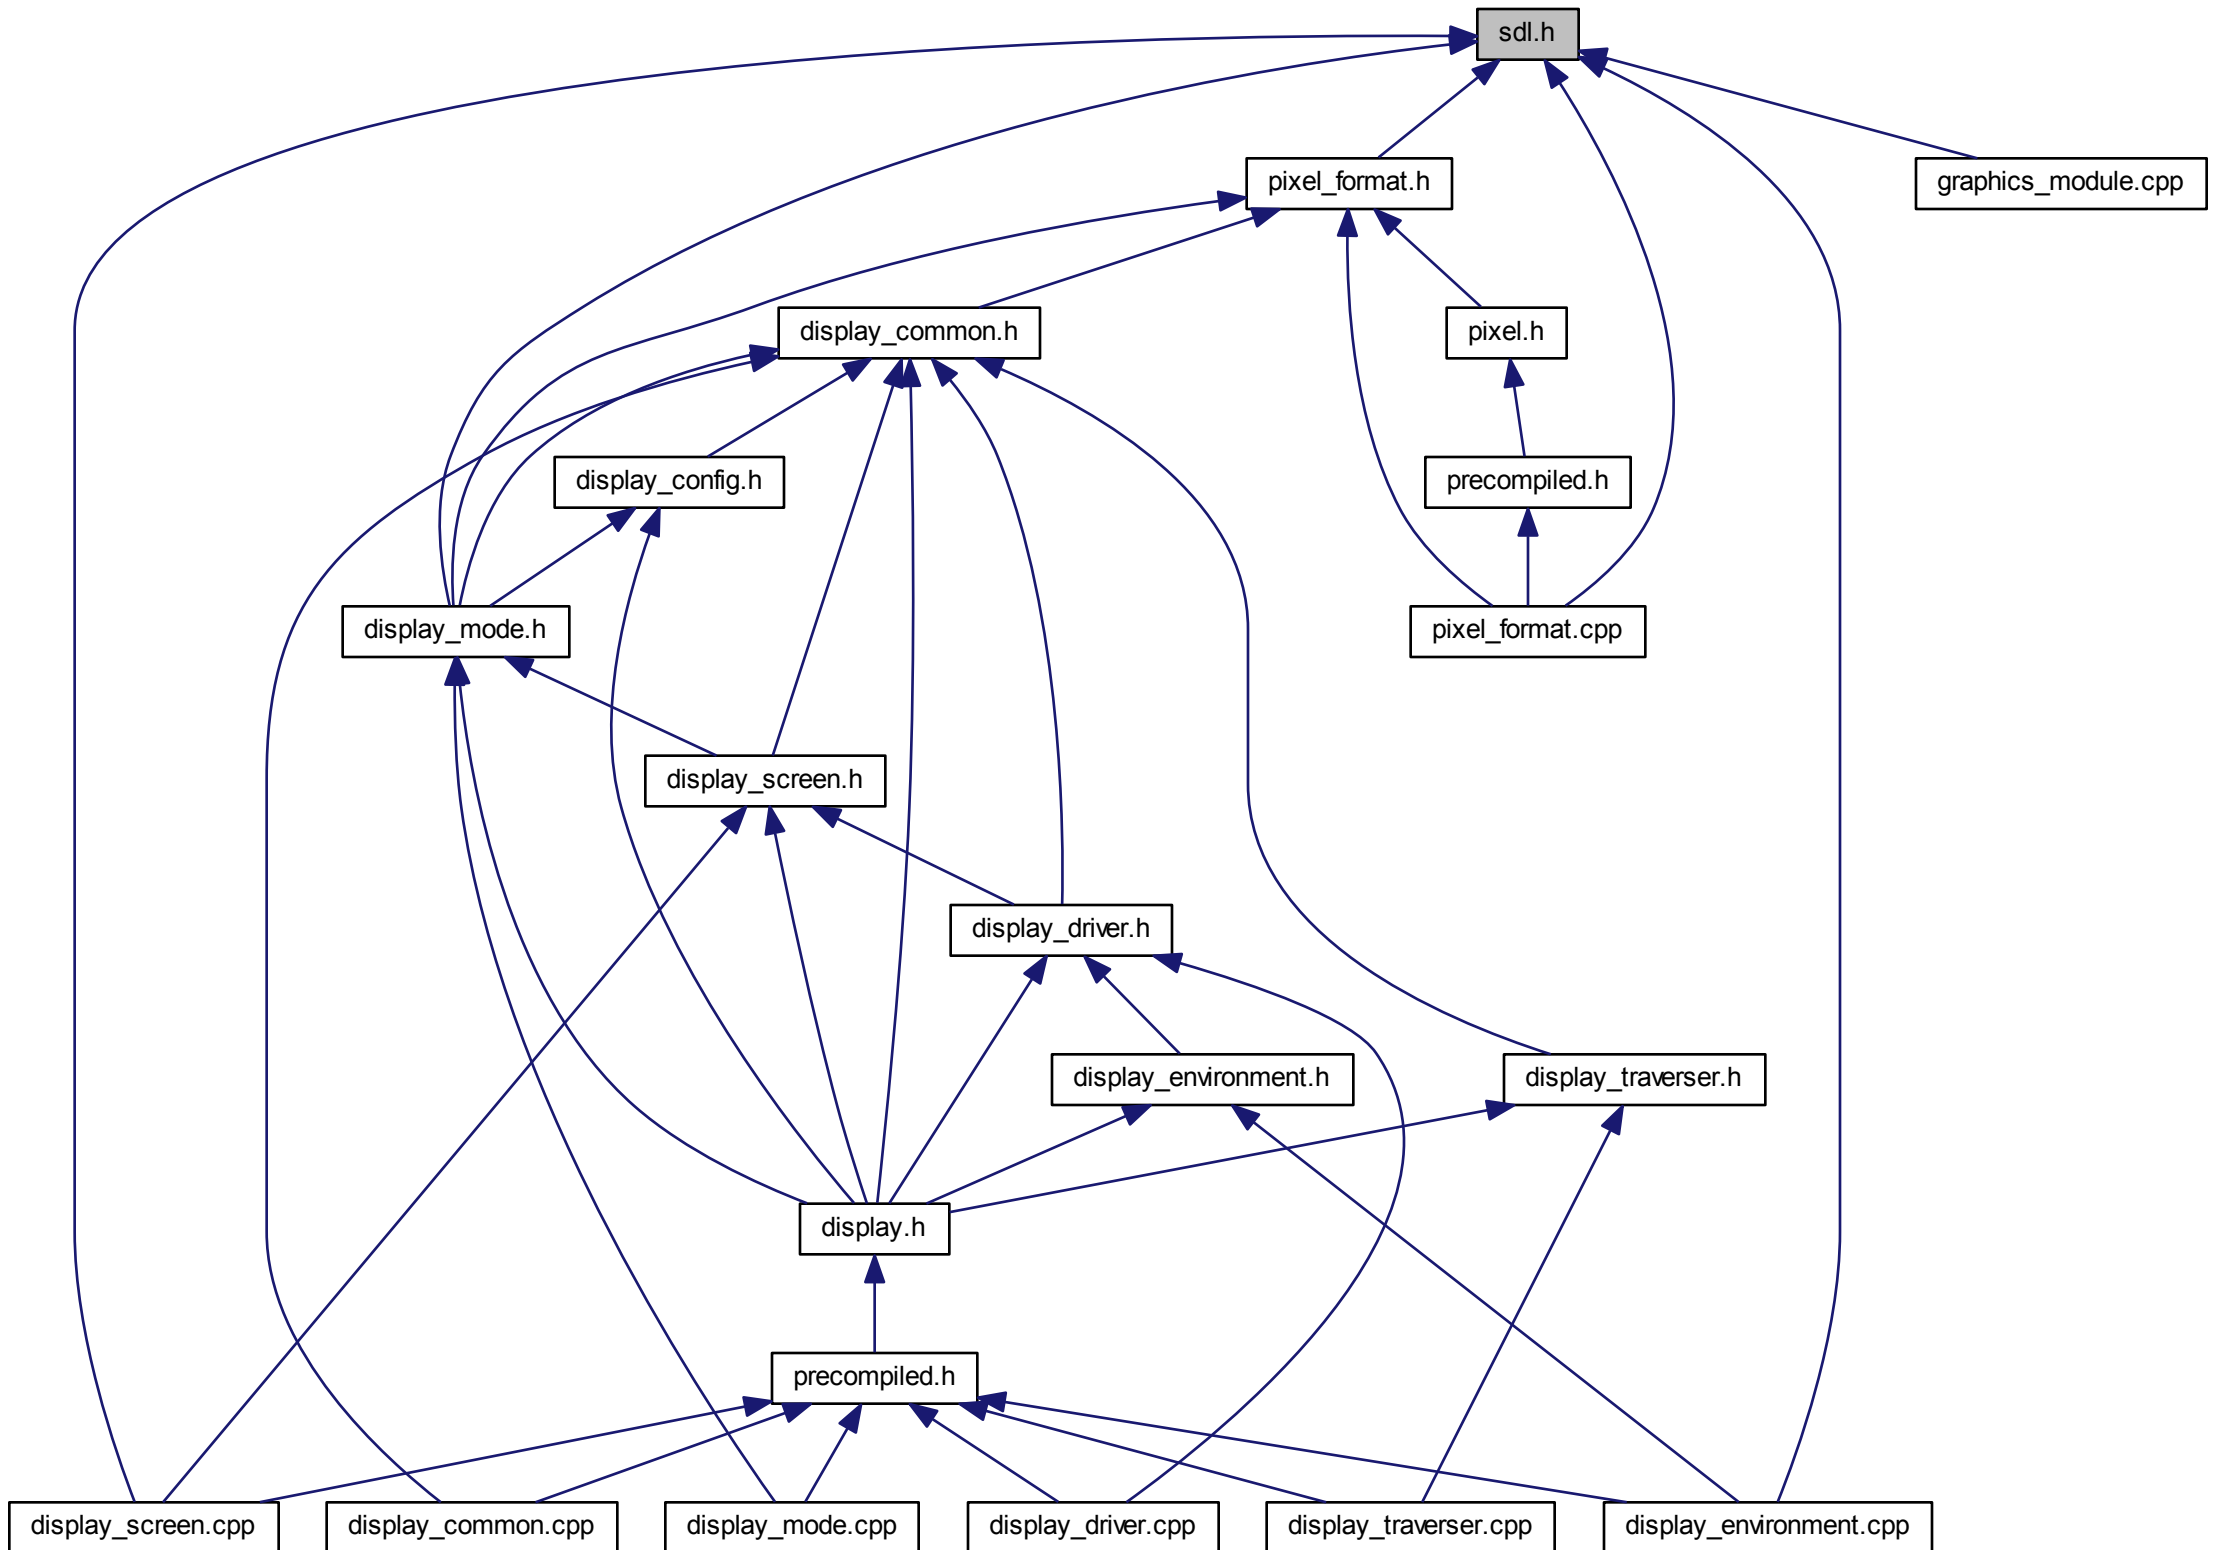 sdl.h
pixel_format.h
graphics_module.cpp
display_common.h
pixel.h
display_config.h
precompiled.h
display_mode.h
pixel_format.cpp
display_screen.h
display_driver.h
display_environment.h
display_traverser.h
display.h
precompiled.h
display_screen.cpp
display_common.cpp
display_mode.cpp
display_driver.cpp
display_traverser.cpp
display_environment.cpp